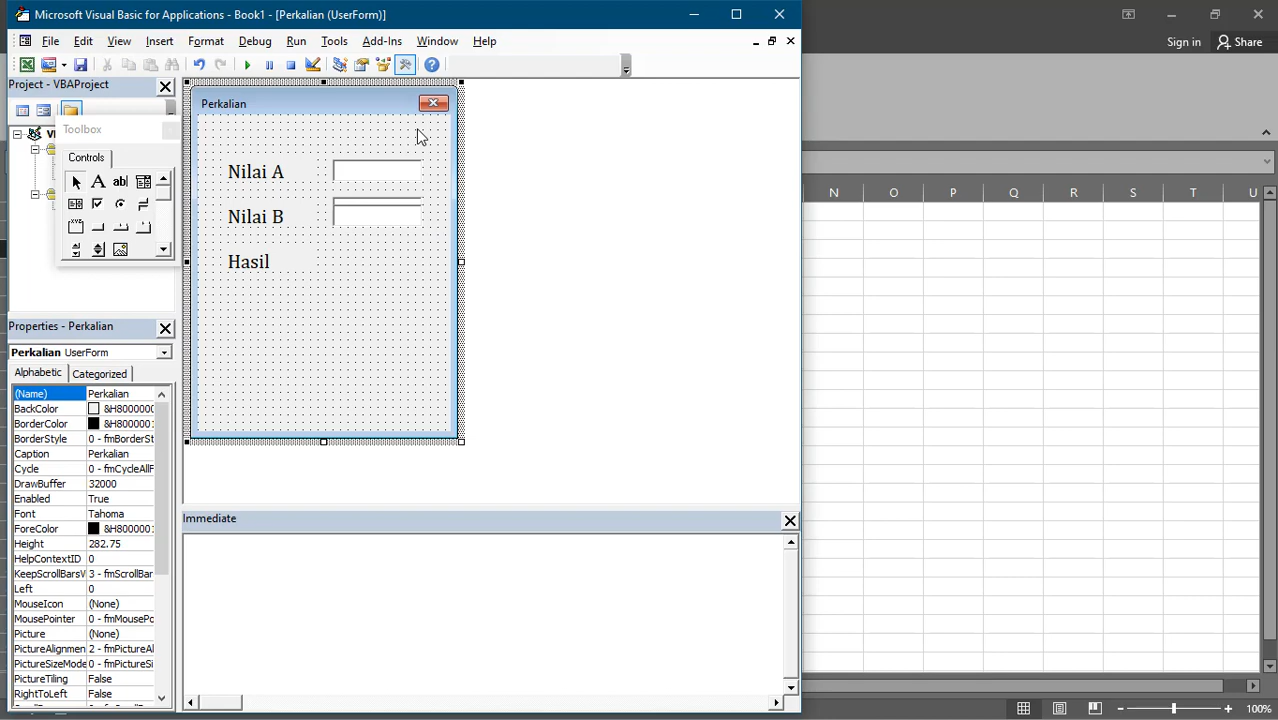 Microsoft Visual Basic for Applications - Book1 - [Perkalian (UserForm)]
File Edit View Insert Format Debug Run Tools Add-Ins Window Help
Sign in Share
Project - VBAProject
Toolbox
Controls
Perkalian
Nilai A
Nilai B
Hasil
Properties - Perkalian
Perkalian UserForm
Alphabetic Categorized
(Name) Perkalian
BackColor &H8000000
BorderColor &H8000001
BorderStyle 0 - fmBorderSt
Caption Perkalian
Cycle 0 - fmCycleAllF
DrawBuffer 32000
Enabled True
Font Tahoma
ForeColor &H8000001
Height 282.75
HelpContextID 0
KeepScrollBarsV 3 - fmScrollBar
Left 0
MouseIcon (None)
MousePointer 0 - fmMousePo
Picture (None)
PictureAlignmen 2 - fmPictureAl
PictureSizeMode 0 - fmPictureSi
PictureTiling False
RightToLeft False
Immediate
N O P Q R S T U
100%